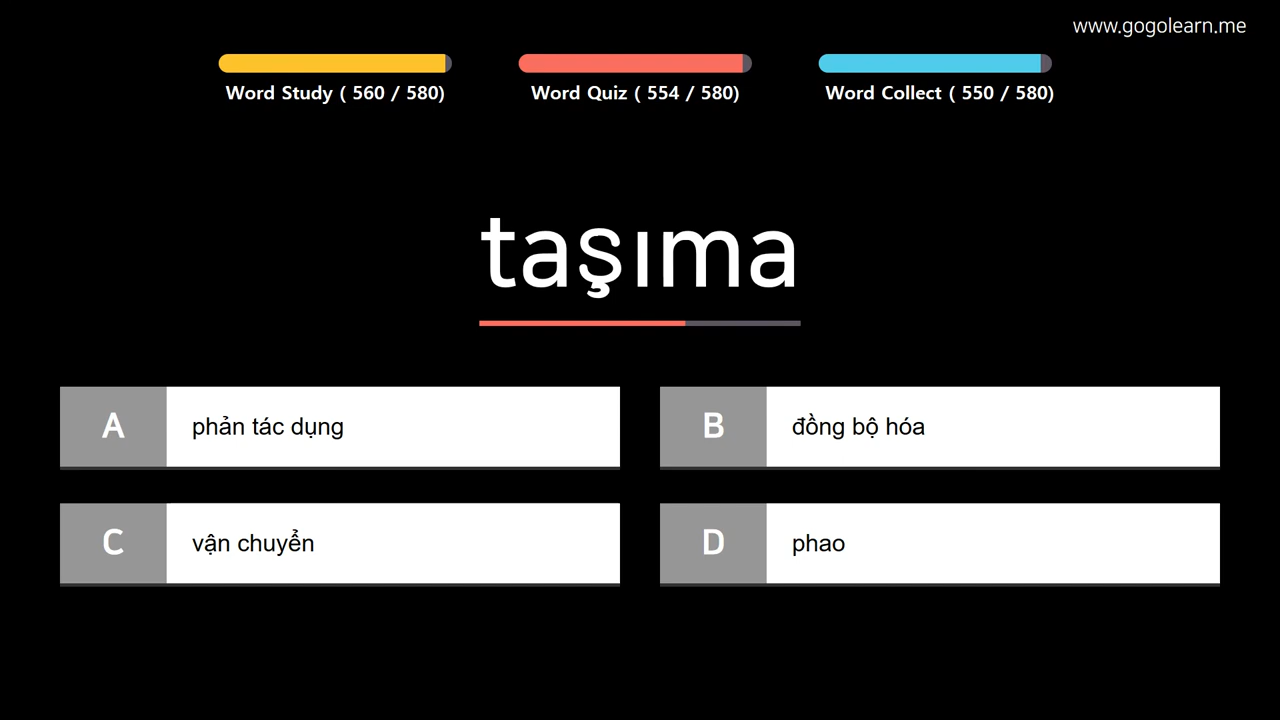 www.gogolearn.me
Word Study ( 560 / 580)
Word Quiz ( 554 / 580)
Word Collect ( 550 / 580)
taşıma
A
phản tác dụng
B
đồng bộ hóa
C
vận chuyển
D
phao